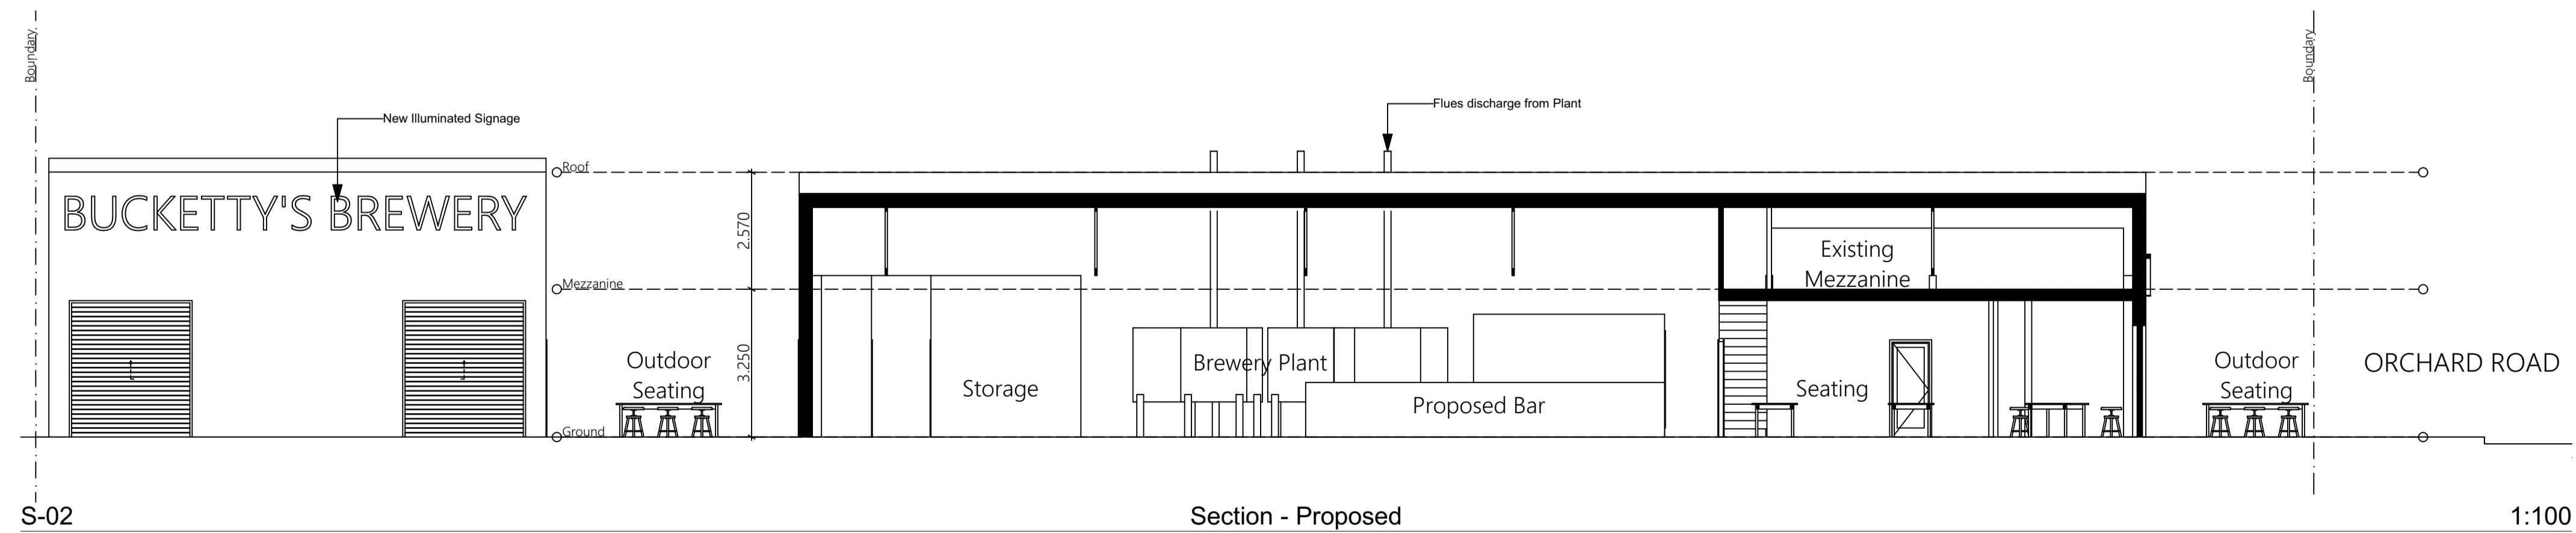 Boundary
Boundary
Flues discharge from Plant
New Illuminated Signage
Roof
BUCKETTY'S BREWERY
2.570
Existing
Mezzanine
Mezzanine
3.250
Outdoor
Seating
Storage
Brewery Plant
Proposed Bar
Seating
Outdoor
Seating
ORCHARD ROAD
Ground
S-02
Section - Proposed
1:100